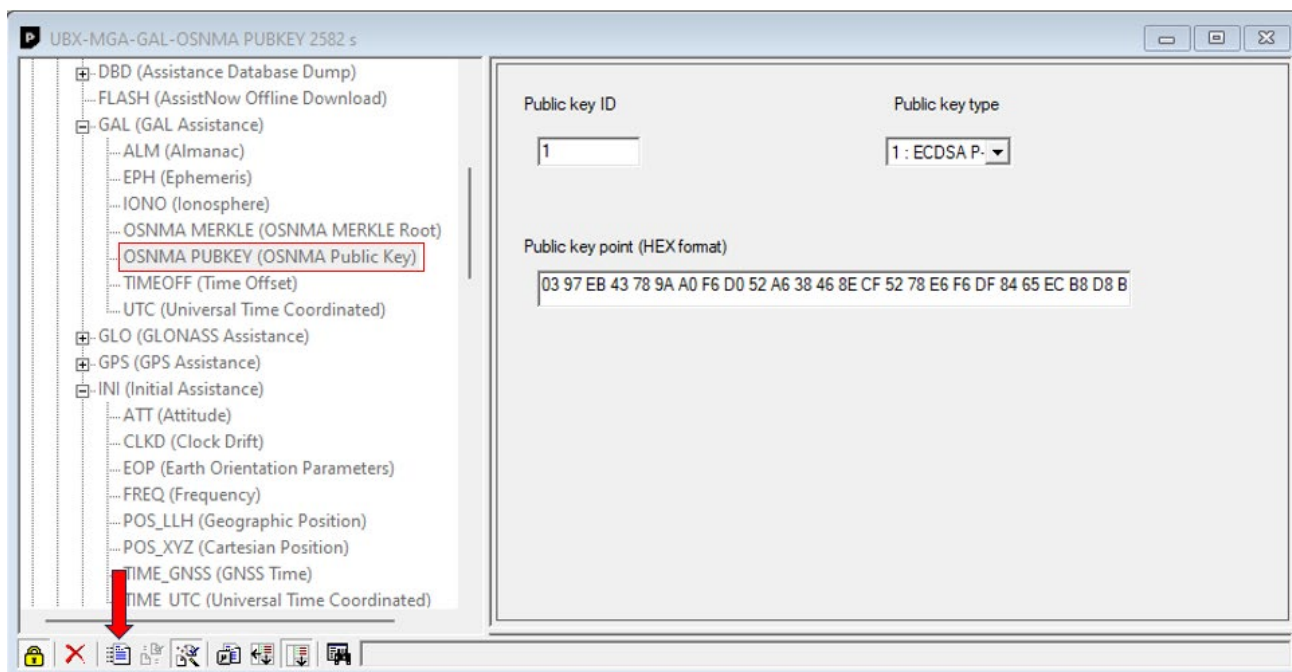 UBX-MGA-GAL-OSNMA PUBKEY 2582 s
DBD (Assistance Database Dump)
FLASH (AssistNow Offline Download)
GAL (GAL Assistance)
ALM (Almanac)
EPH (Ephemeris)
IONO (Ionosphere)
OSNMA MERKLE (OSNMA MERKLE Root)
OSNMA PUBKEY (OSNMA Public Key)
TIMEOFF (Time Offset)
UTC (Universal Time Coordinated)
GLO (GLONASS Assistance)
GPS (GPS Assistance)
INI (Initial Assistance)
ATT (Attitude)
CLKD (Clock Drift)
EOP (Earth Orientation Parameters)
FREQ (Frequency)
POS_LLH (Geographic Position)
POS_XYZ (Cartesian Position)
TIME_GNSS (GNSS Time)
TIME_UTC (Universal Time Coordinated)
Public key ID
Public key type
1
1 : ECDSA P-
Public key point (HEX format)
03 97 EB 43 78 9A A0 F6 D0 52 A6 38 46 8E CF 52 78 E6 F6 DF 84 65 EC B8 D8 B